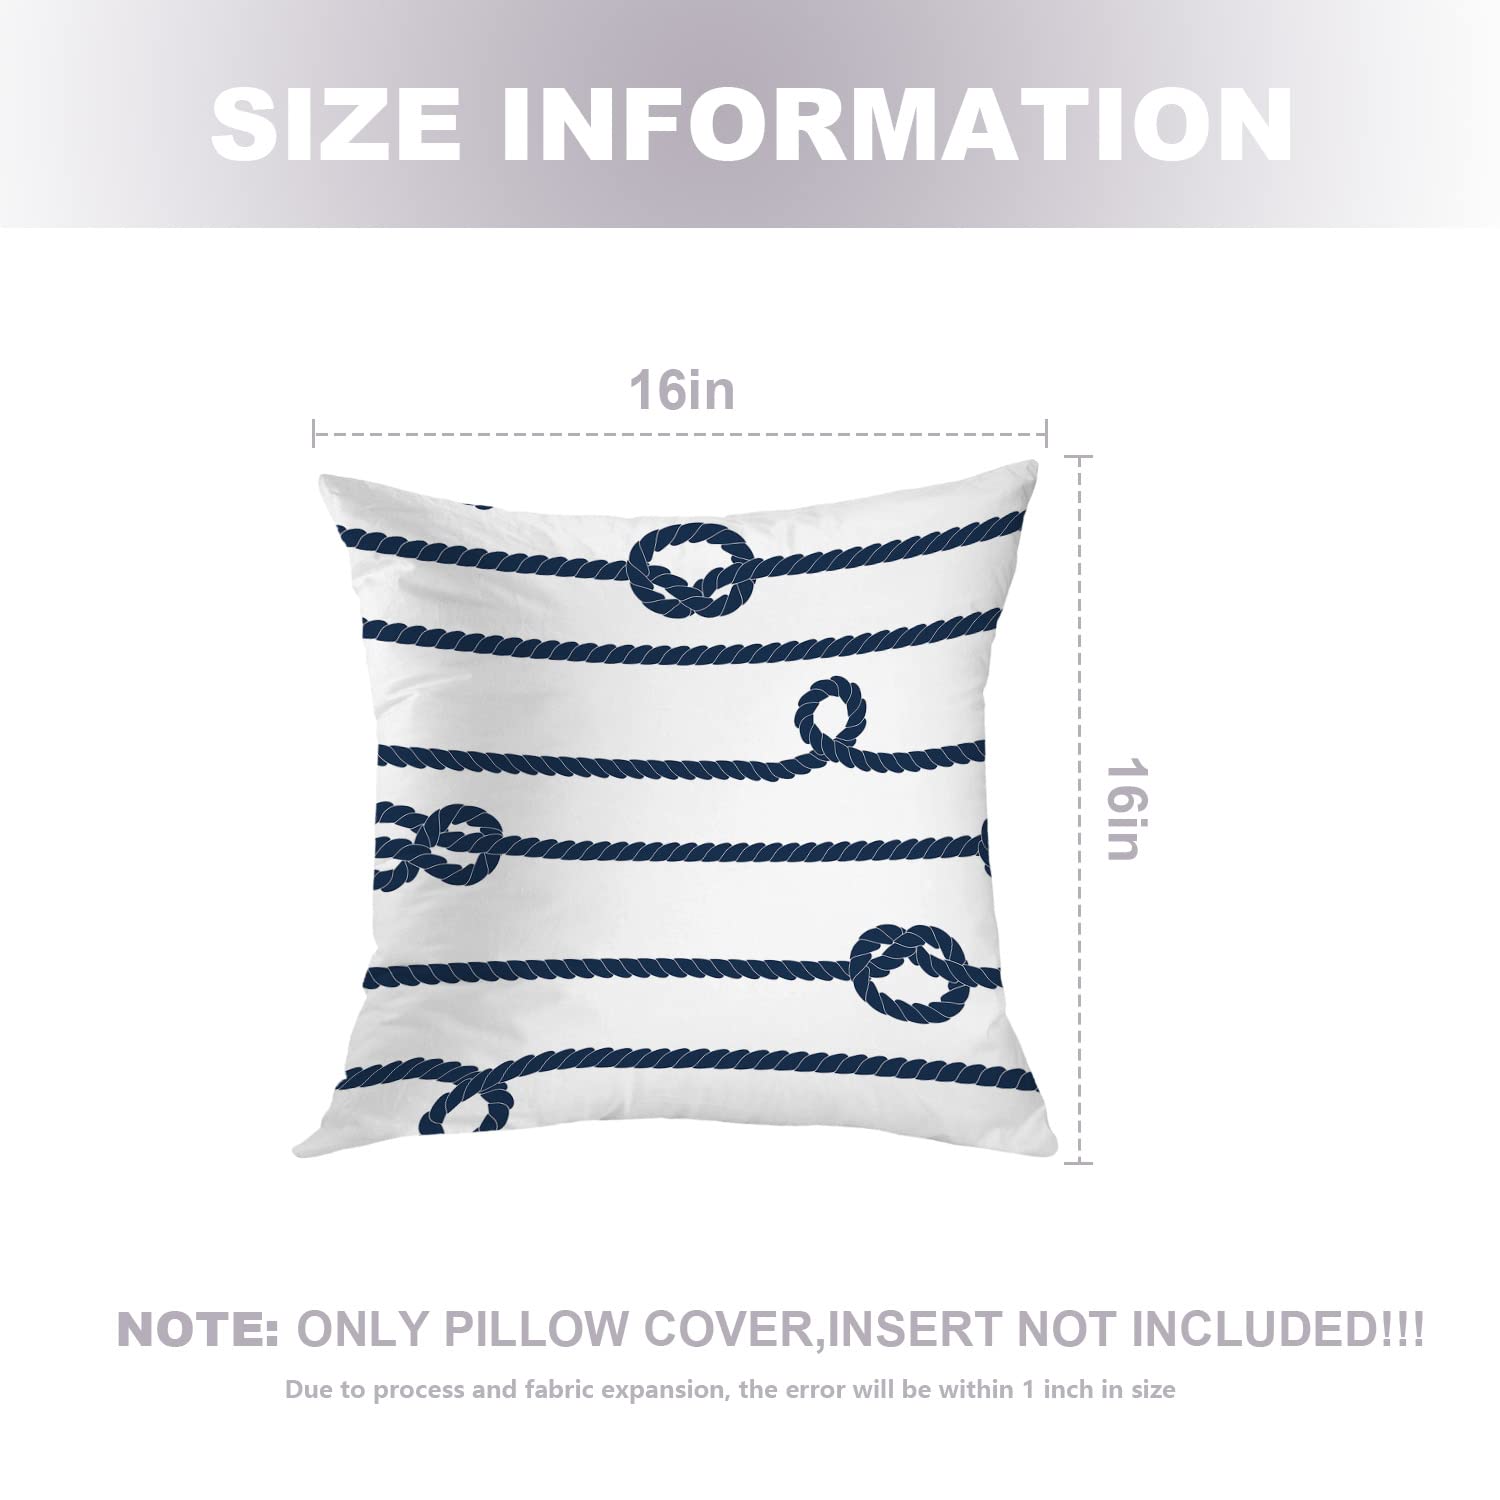 SIZE INFORMATION
16in
16in
NOTE: ONLY PILLOW COVER,INSERT NOT INCLUDED!!!
Due to process and fabric expansion, the error will be within 1 inch in size